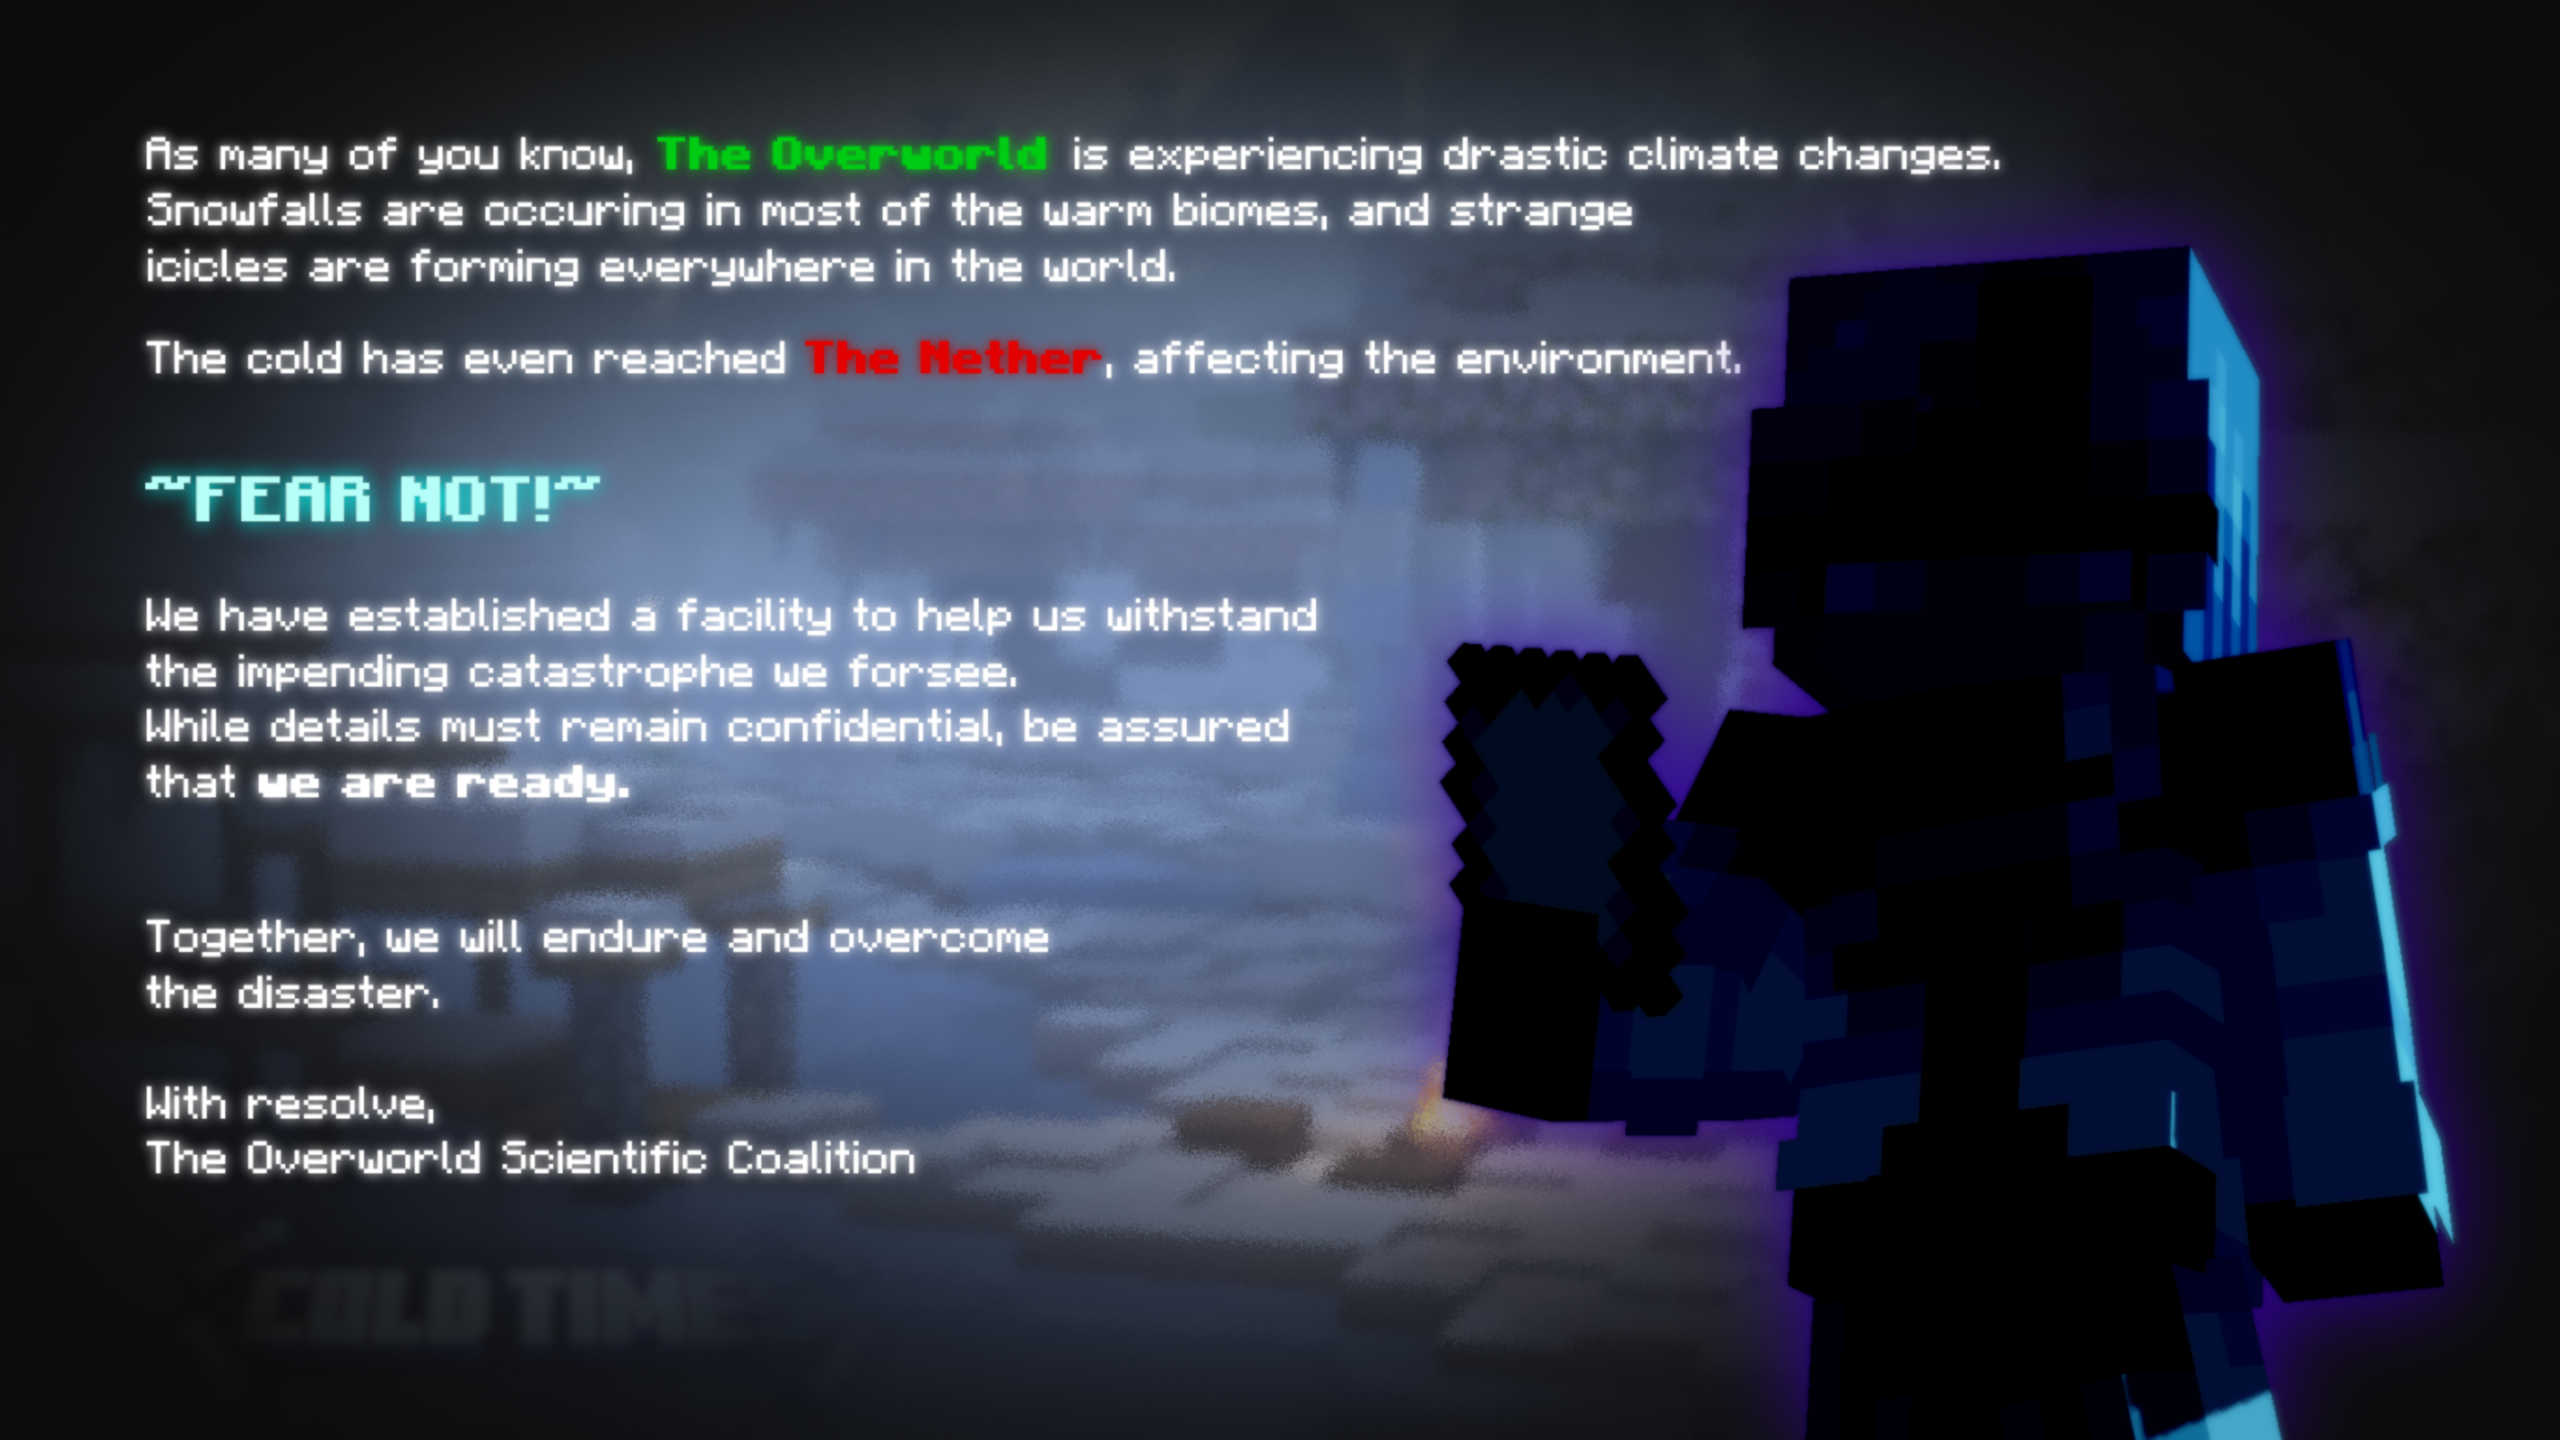 As many of you know, The Overworld is experiencing drastic climate changes.
Snowfalls are occuring in most of the warm biomes, and strange
icicles are forming everywhere in the world.
The cold has even reached The Nether, affecting the environment.
~FEAR NOT!~
We have established a facility to help us withstand
the impending catastrophe we forsee.
While details must remain confidential, be assured
that we are ready.
Together, we will endure and overcome
the disaster.
With resolve,
The Overworld Scientific Coalition
COLD TIME